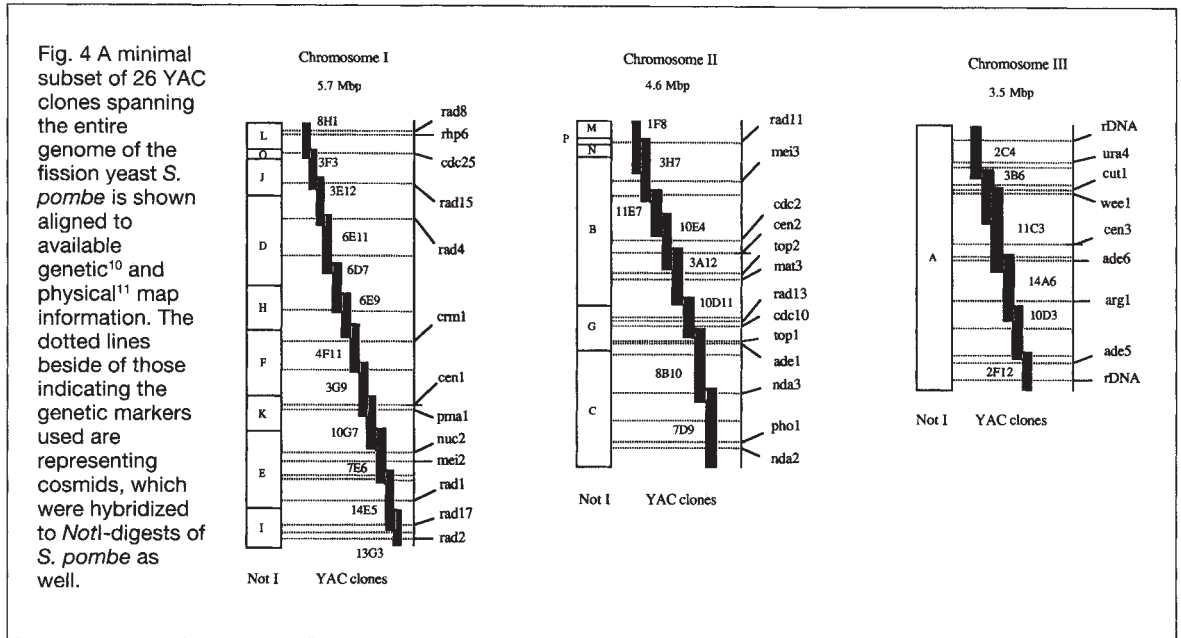 Fig. 4 A minimal
subset of 26 YAC
clones spanning
the entire
genome of the
fission yeast S.
pombe is shown
aligned to
available
genetic10 and
physical11 map
information. The
dotted lines
beside of those
indicating the
genetic markers
used are
representing
cosmids, which
were hybridized
to NotI-digests of
S. pombe as
well.
Chromosome I
5.7 Mbp
L
O
J
D
H
F
K
E
I
8H1
3F3
3E12
6E11
6D7
6E9
4F11
3G9
10G7
7E6
14E5
13G3
rad8
rhp6
cdc25
rad15
rad4
crm1
cen1
pma1
nuc2
mei2
rad1
rad17
rad2
Not I YAC clones
Chromosome II
4.6 Mbp
M
P
N
B
G
C
1F8
3H7
11E7
10E4
3A12
10D11
8B10
7D9
rad11
mei3
cdc2
cen2
top2
mat3
rad13
cdc10
top1
ade1
nda3
pho1
nda2
Not I YAC clones
Chromosome III
3.5 Mbp
A
2C4
3B6
11C3
14A6
10D3
2F12
rDNA
ura4
cut1
wee1
cen3
ade6
arg1
ade5
rDNA
Not I YAC clones